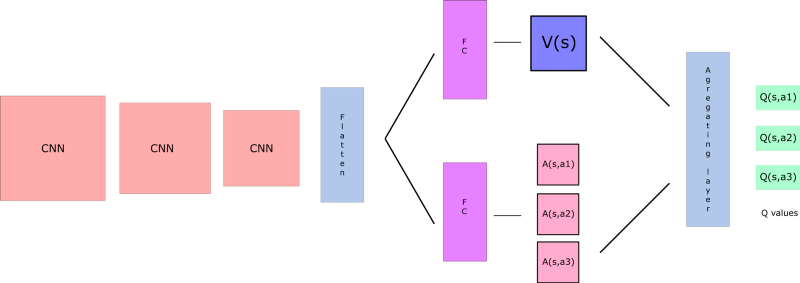 CNN
CNN
CNN
Flatten
FC
V(s)
FC
A(s,a1)
A(s,a2)
A(s,a3)
Agregating layer
Q(s,a1)
Q(s,a2)
Q(s,a3)
Q values